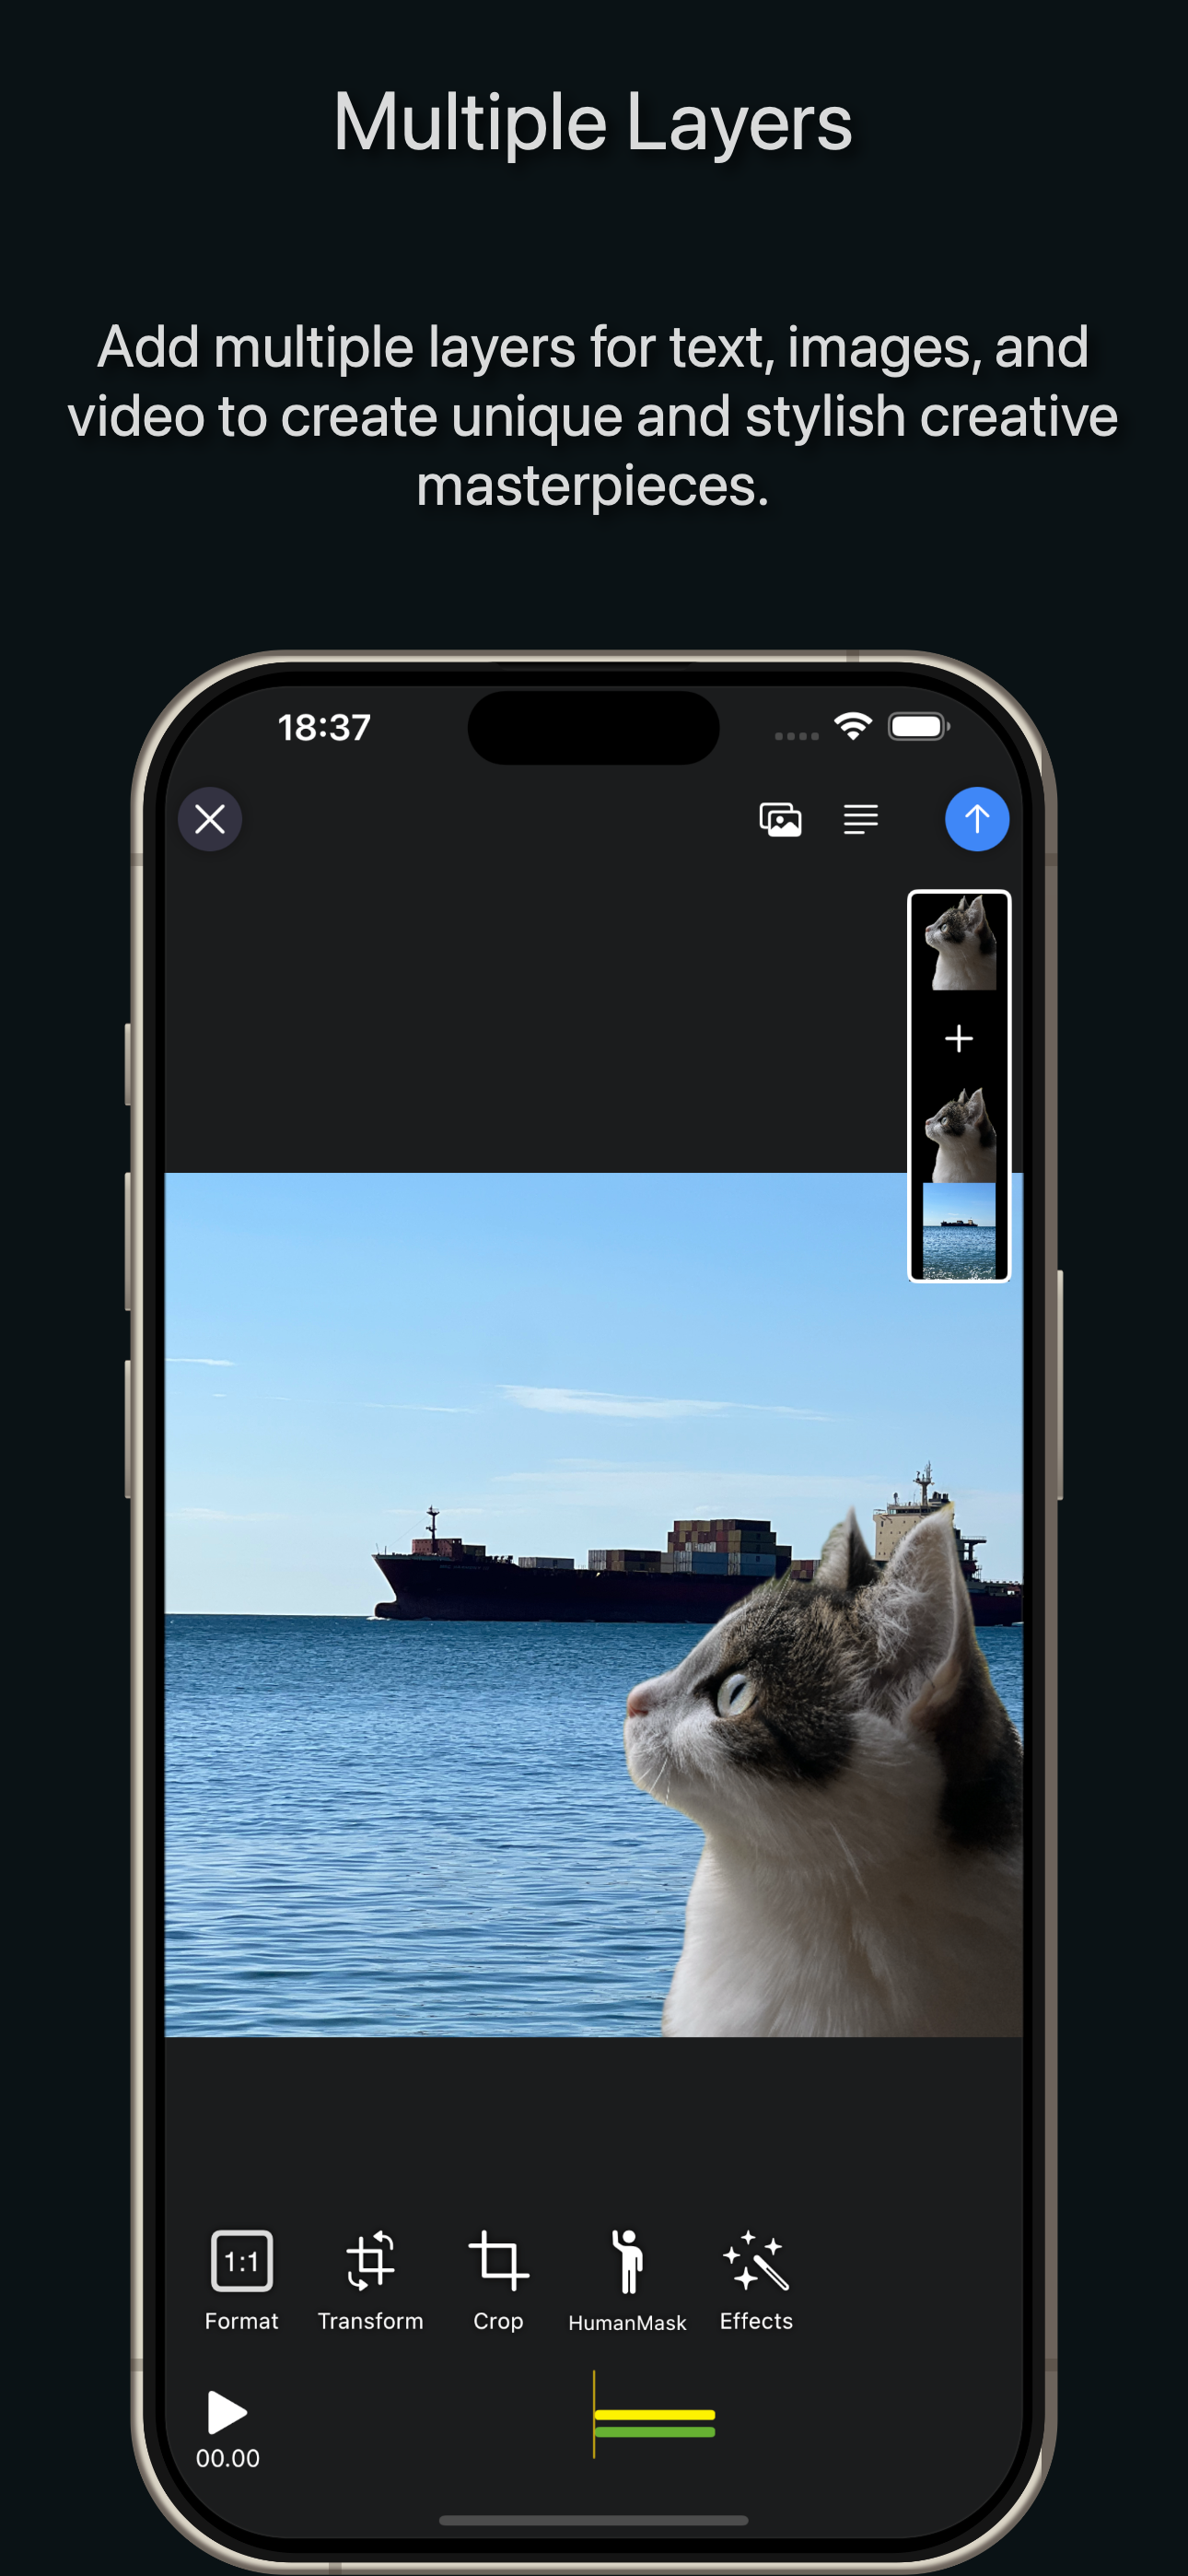 Multiple Layers
Add multiple layers for text, images, and
video to create unique and stylish creative
masterpieces.
18:37
1:1
Format
Transform
Crop
HumanMask
Effects
00.00